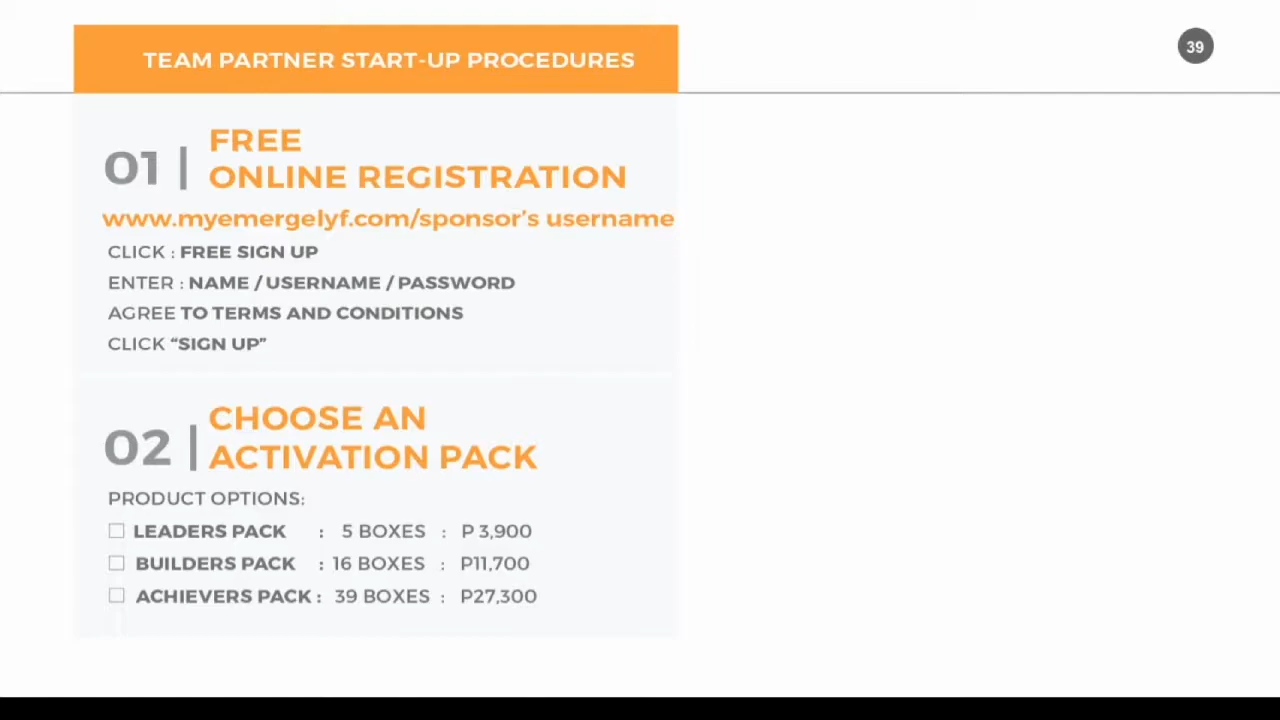 TEAM PARTNER START-UP PROCEDURES
39
01 | FREE
ONLINE REGISTRATION
www.myemergelyf.com/sponsor's username
CLICK : FREE SIGN UP
ENTER : NAME / USERNAME / PASSWORD
AGREE TO TERMS AND CONDITIONS
CLICK “SIGN UP”
02 | CHOOSE AN
ACTIVATION PACK
PRODUCT OPTIONS:
☐ LEADERS PACK : 5 BOXES : P 3,900
☐ BUILDERS PACK : 16 BOXES : P11,700
☐ ACHIEVERS PACK : 39 BOXES : P27,300